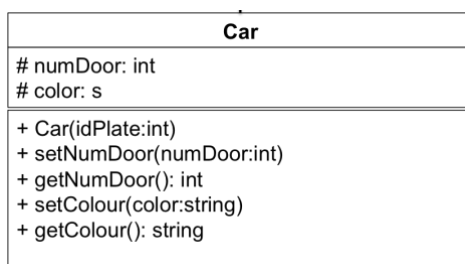 Car
# numDoor: int
# color: s
+ Car(idPlate:int)
+ setNumDoor(numDoor:int)
+ getNumDoor(): int
+ setColour(color:string)
+ getColour(): string